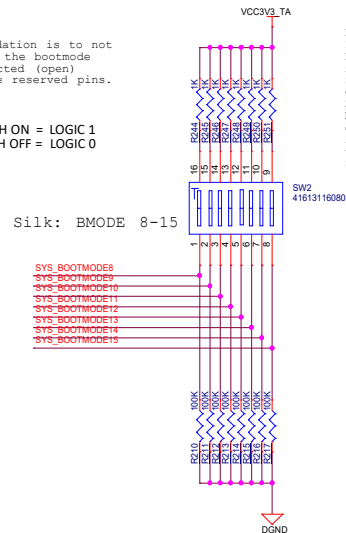 VCC3V3_TA
dation is to not
the bootmode
cted (open)
e reserved pins.
H ON = LOGIC 1
H OFF = LOGIC 0
1K 1K 1K 1K 1K 1K 1K 1K
R244 R245 R246 R247 R248 R249 R250 R251
16 15 14 13 12 11 10 9
SW2
41613116080
Silk: BMODE 8-15
1 2 3 4 5 6 7 8
SYS_BOOTMODE8
SYS_BOOTMODE9
SYS_BOOTMODE10
SYS_BOOTMODE11
SYS_BOOTMODE12
SYS_BOOTMODE13
SYS_BOOTMODE14
SYS_BOOTMODE15
100K 100K 100K 100K 100K 100K 100K 100K
R210 R211 R212 R213 R214 R215 R216 R217
DGND